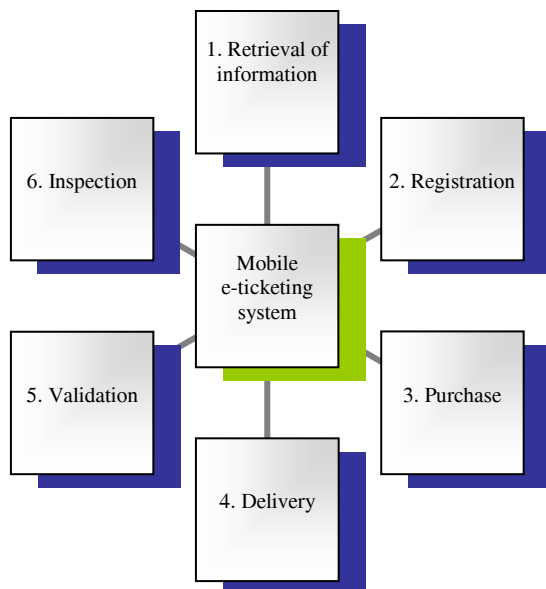 1. Retrieval of
information
6. Inspection
2. Registration
Mobile
e-ticketing
system
5. Validation
3. Purchase
4. Delivery